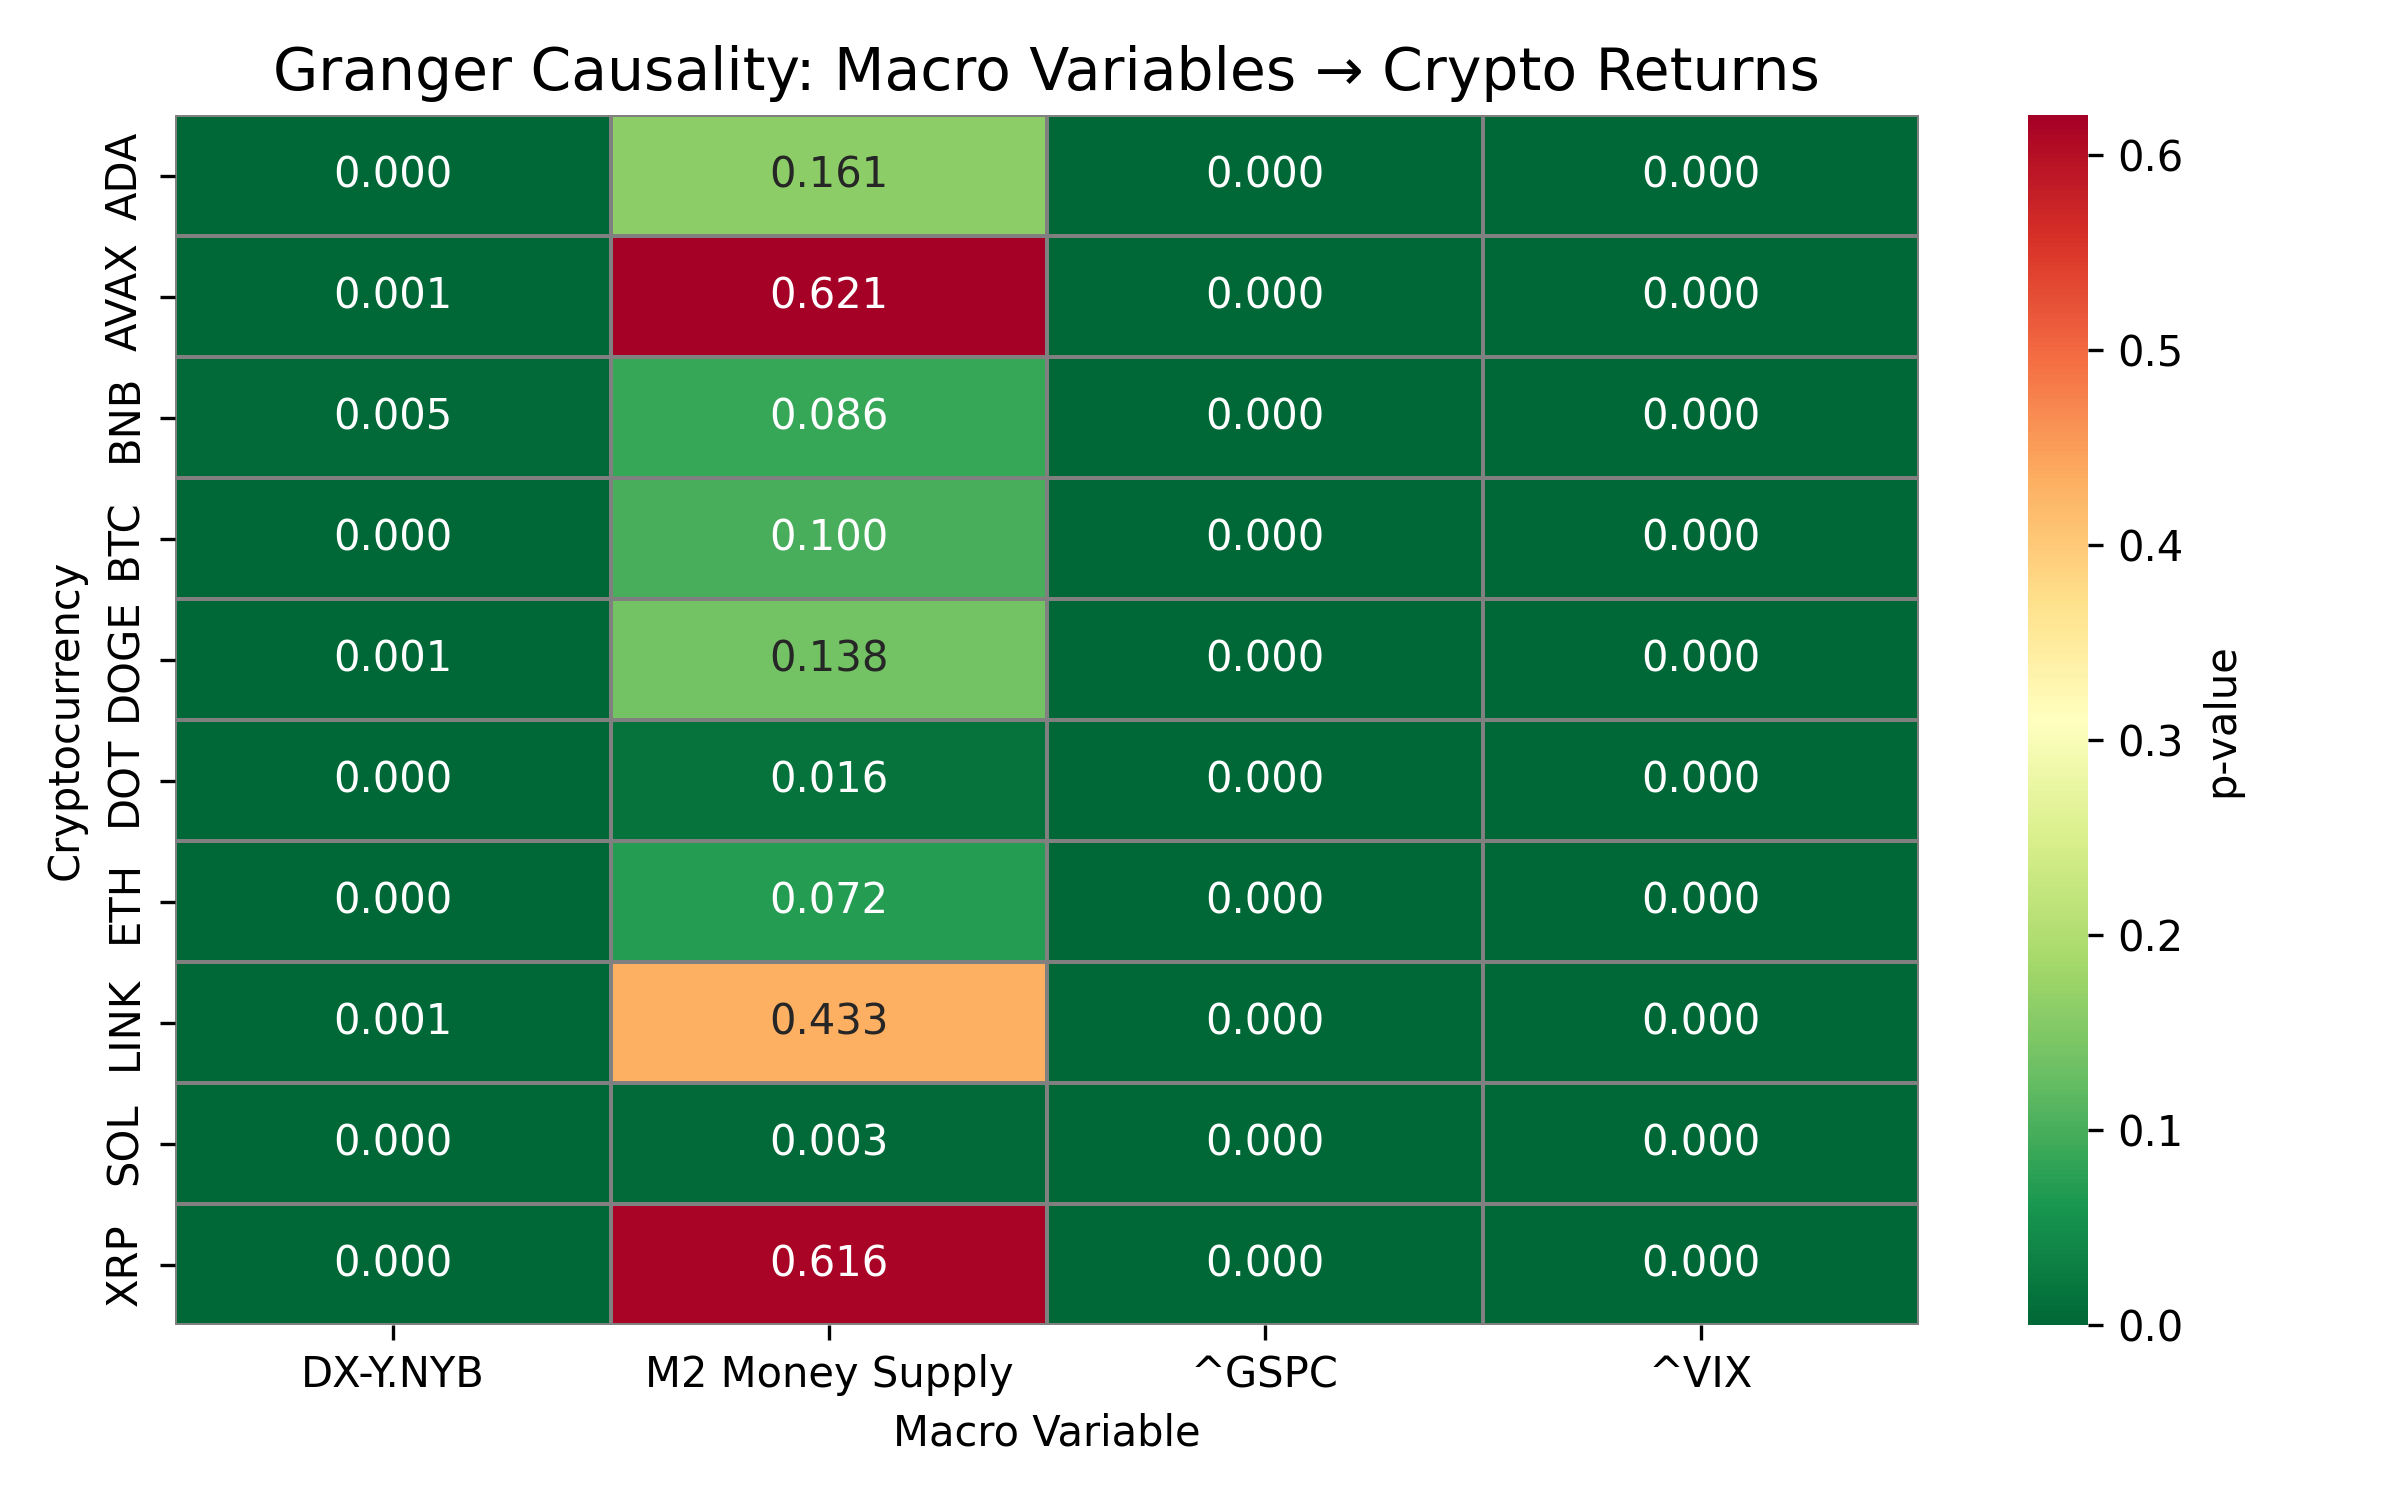 Granger Causality: Macro Variables → Crypto Returns
Cryptocurrency
ADA 0.000 0.161 0.000 0.000
AVAX 0.001 0.621 0.000 0.000
BNB 0.005 0.086 0.000 0.000
BTC 0.000 0.100 0.000 0.000
DOGE 0.001 0.138 0.000 0.000
DOT 0.000 0.016 0.000 0.000
ETH 0.000 0.072 0.000 0.000
LINK 0.001 0.433 0.000 0.000
SOL 0.000 0.003 0.000 0.000
XRP 0.000 0.616 0.000 0.000
DX-Y.NYB M2 Money Supply ^GSPC ^VIX
Macro Variable
0.6
0.5
0.4
0.3
0.2
0.1
0.0
p-value